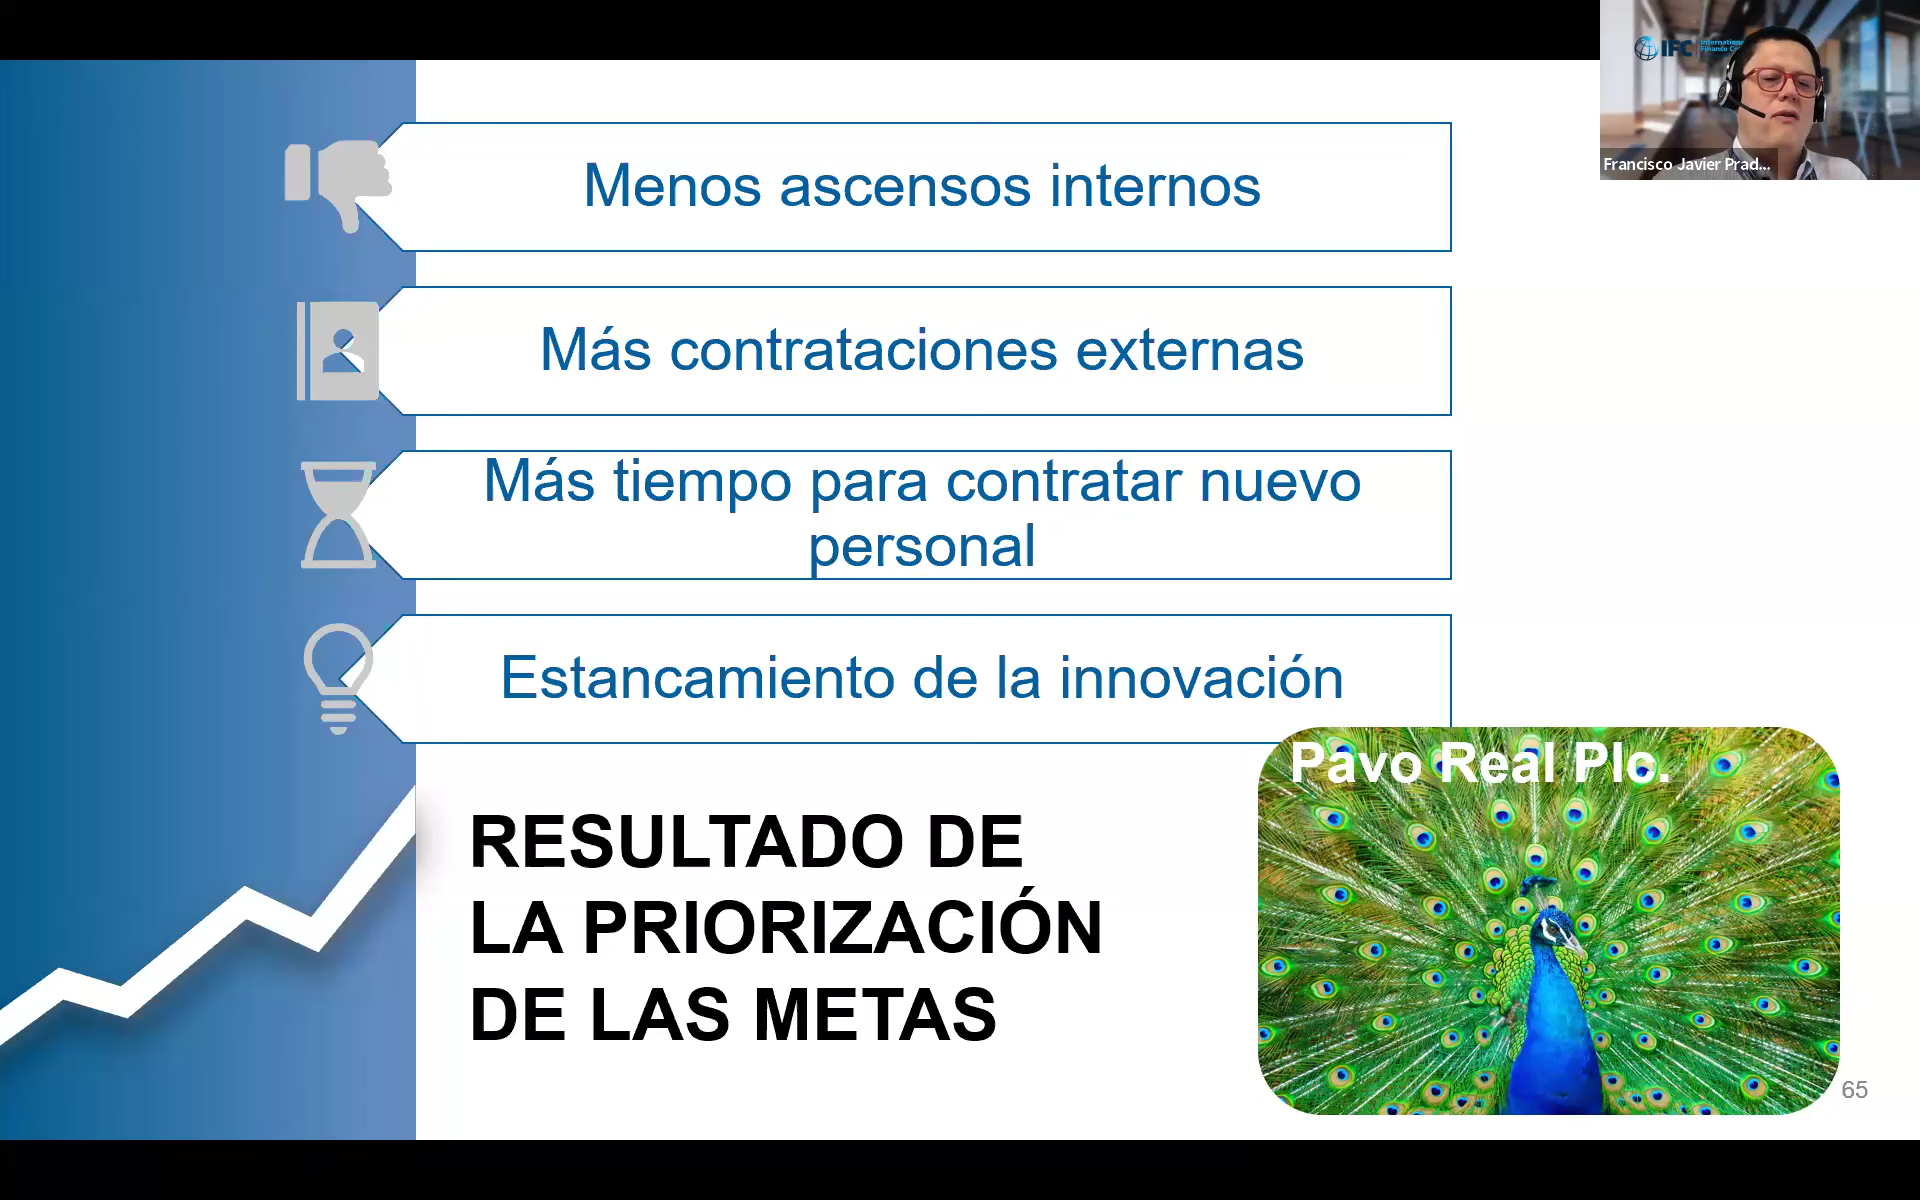 IFC
International
Francisco Javier Prad...
Menos ascensos internos
Más contrataciones externas
Más tiempo para contratar nuevo
personal
Estancamiento de la innovación
Pavo Real Plc.
RESULTADO DE
LA PRIORIZACIÓN
DE LAS METAS
65